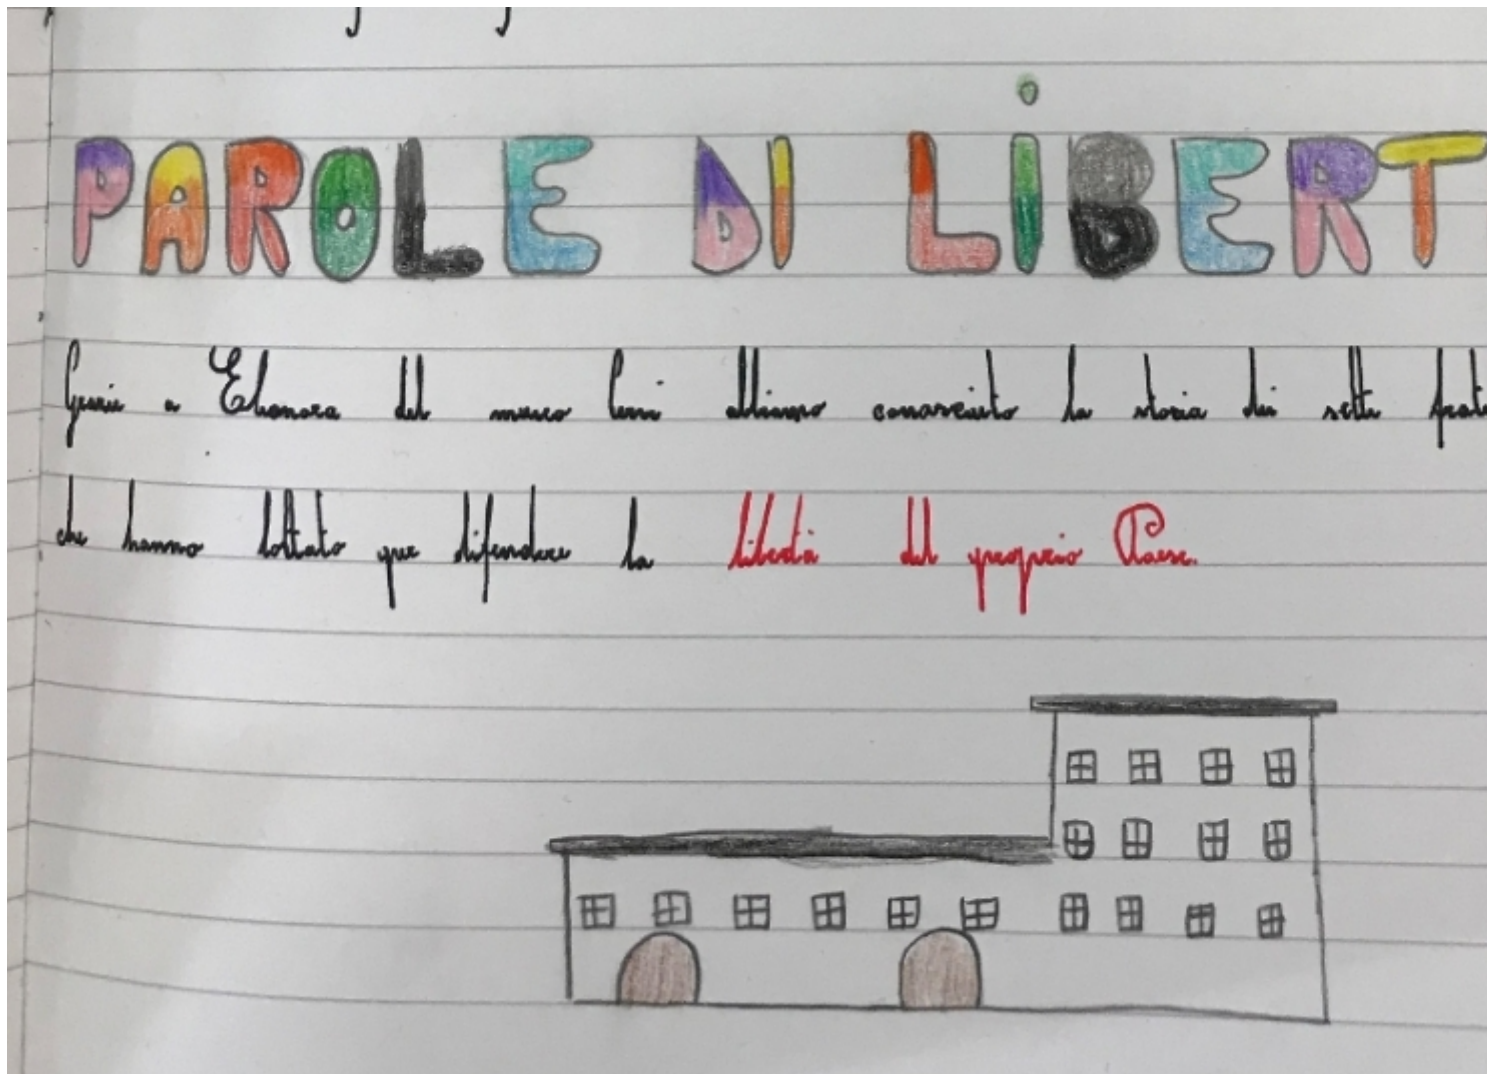 PAROLE DI LiBERT
Grazie a Eleonora del museo Cervi abbiamo conosciuto la storia dei sette frate
che hanno lottato per difendere la libertà del proprio Paese.